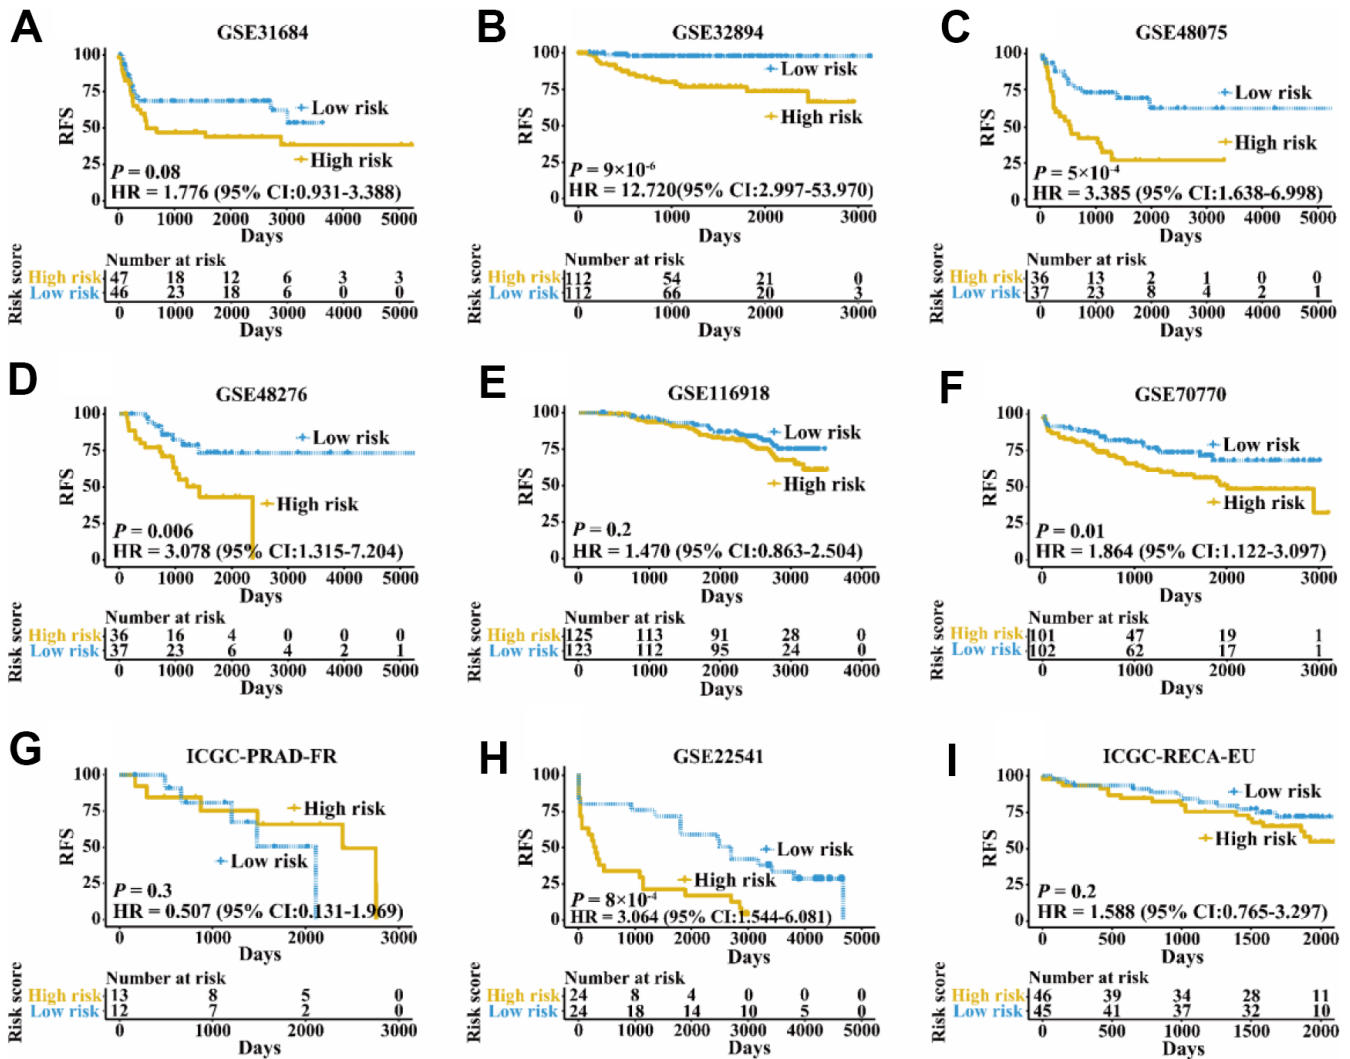 A
GSE31684
100
75
50
25
0
RFS
Low risk
High risk
P = 0.08
HR = 1.776 (95% CI:0.931-3.388)
0 1000 2000 3000 4000 5000
Days
Number at risk
Risk score
High risk 47 18 12 6 3 3
Low risk 46 23 18 6 0 0
0 1000 2000 3000 4000 5000
Days
B
GSE32894
100
75
50
25
0
RFS
Low risk
High risk
P = 9×10-6
HR = 12.720(95% CI:2.997-53.970)
0 1000 2000 3000
Days
Number at risk
Risk score
High risk 112 54 21 0
Low risk 112 66 20 3
0 1000 2000 3000
Days
C
GSE48075
100
75
50
25
0
RFS
Low risk
High risk
P = 5×10-4
HR = 3.385 (95% CI:1.638-6.998)
0 1000 2000 3000 4000 5000
Days
Number at risk
Risk score
High risk 36 13 2 1 0 0
Low risk 37 23 8 4 2 1
0 1000 2000 3000 4000 5000
Days
D
GSE48276
100
75
50
25
0
RFS
Low risk
High risk
P = 0.006
HR = 3.078 (95% CI:1.315-7.204)
0 1000 2000 3000 4000 5000
Days
Number at risk
Risk score
High risk 36 16 4 0 0 0
Low risk 37 23 6 4 2 1
0 1000 2000 3000 4000 5000
Days
E
GSE116918
100
75
50
25
0
RFS
Low risk
High risk
P = 0.2
HR = 1.470 (95% CI:0.863-2.504)
0 1000 2000 3000 4000
Days
Number at risk
Risk score
High risk 125 113 91 28 0
Low risk 123 112 95 24 0
0 1000 2000 3000 4000
Days
F
GSE70770
100
75
50
25
0
RFS
Low risk
High risk
P = 0.01
HR = 1.864 (95% CI:1.122-3.097)
0 1000 2000 3000
Days
Number at risk
Risk score
High risk 101 47 19 1
Low risk 102 62 17 1
0 1000 2000 3000
Days
G
ICGC-PRAD-FR
100
75
50
25
0
RFS
High risk
Low risk
P = 0.3
HR = 0.507 (95% CI:0.131-1.969)
0 1000 2000 3000
Days
Number at risk
Risk score
High risk 13 8 5 0
Low risk 12 7 2 0
0 1000 2000 3000
Days
H
GSE22541
100
75
50
25
0
RFS
Low risk
High risk
P = 8×10-4
HR = 3.064 (95% CI:1.544-6.081)
0 1000 2000 3000 4000 5000
Days
Number at risk
Risk score
High risk 24 8 4 0 0 0
Low risk 24 18 14 10 5 0
0 1000 2000 3000 4000 5000
Days
I
ICGC-RECA-EU
100
75
50
25
0
RFS
Low risk
High risk
P = 0.2
HR = 1.588 (95% CI:0.765-3.297)
0 500 1000 1500 2000
Days
Number at risk
Risk score
High risk 46 39 34 28 11
Low risk 45 41 37 32 10
0 500 1000 1500 2000
Days